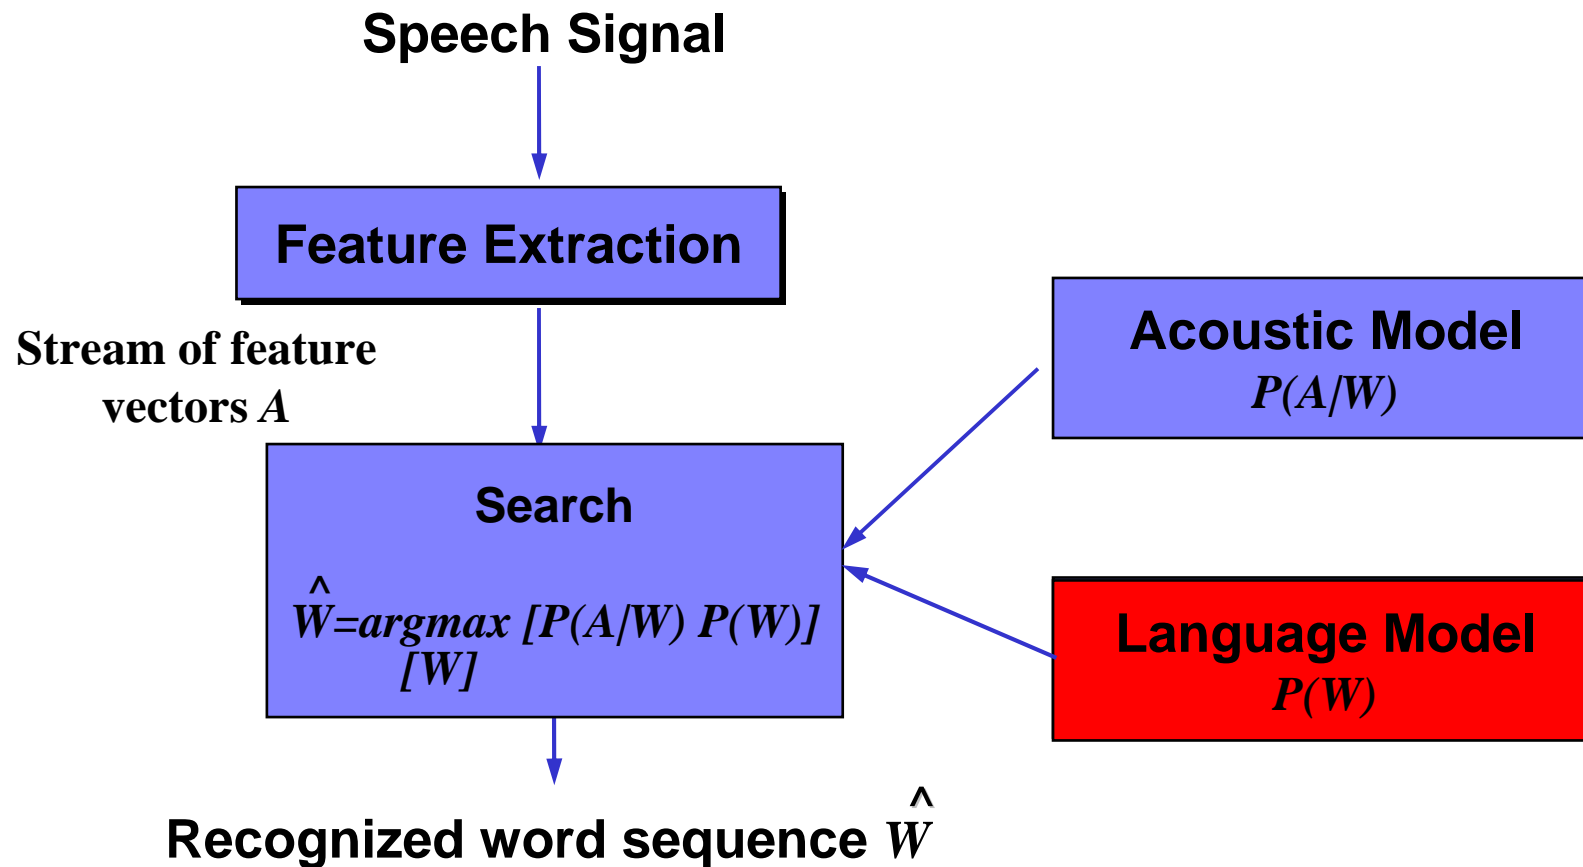 Speech Signal
Feature Extraction
Stream of feature
vectors A
Acoustic Model
P(A/W)
Search
^
W=argmax [P(A/W) P(W)]
[W]
Language Model
P(W)
^
Recognized word sequence W